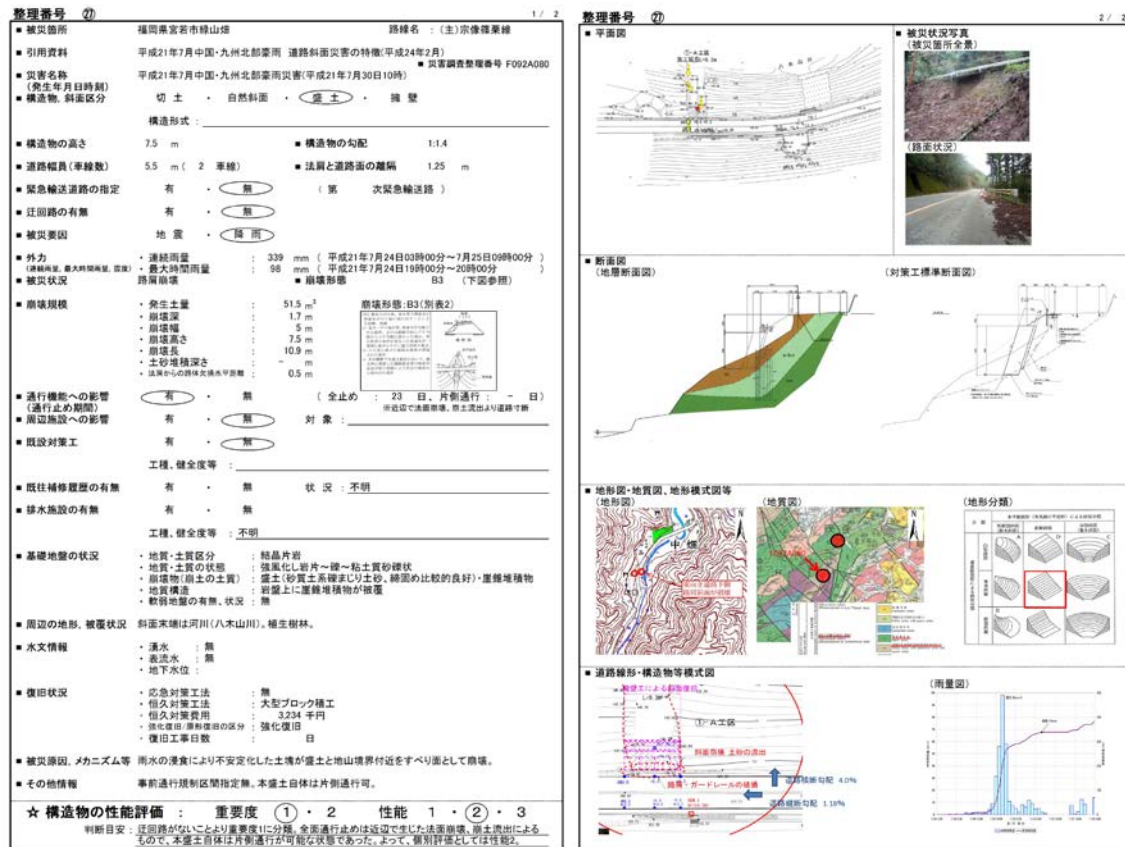 整理番号 ㉗
1 / 2
■ 被災箇所 福岡県宮若市緑山畑 路線名 : (主)宗像篠栗線
■ 引用資料 平成21年7月中国・九州北部豪雨 道路斜面災害の特徴(平成24年2月)
■ 災害調査整理番号 F092A080
■ 災害名称 平成21年7月中国・九州北部豪雨災害(平成21年7月30日10時)
(発生年月日時刻)
■ 構造物, 斜面区分 切 土 ・ 自然斜面 ・ 盛 土 ・ 擁 壁
構造形式 :
■ 構造物の高さ 7.5 m ■ 構造物の勾配 1:1.4
■ 道路幅員(車線数) 5.5 m ( 2 車線) ■ 法肩と道路面の離隔 1.25 m
■ 緊急輸送道路の指定 有 ・ 無 ( 第 次緊急輸送路 )
■ 迂回路の有無 有 ・ 無
■ 被災要因 地 震 ・ 降 雨
■ 外力 ・ 連続雨量 : 339 mm ( 平成21年7月24日03時00分~7月25日09時00分 )
(連続雨量, 最大時間雨量, 震度) ・ 最大時間雨量 : 98 mm ( 平成21年7月24日19時00分~20時00分 )
■ 被災状況 路肩崩壊 ■ 崩壊形態 B3 (下図参照)
■ 崩壊規模 ・ 発生土量 : 51.5 m³ 崩壊形態:B3(別表2)
・ 崩壊深 : 1.7 m
・ 崩壊幅 : 5 m
・ 崩壊高さ : 7.5 m
・ 崩壊長 : 10.9 m
・ 土砂堆積深さ : - m
・ 法肩からの路体欠損水平距離 : 0.5 m
■ 通行機能への影響 有 ・ 無 ( 全止め : 23 日、片側通行 : - 日)
(通行止め期間) ※近辺で法面崩壊、崩土流出より道路寸断
■ 周辺施設への影響 有 ・ 無 対 象 :
■ 既設対策工 有 ・ 無
工種、健全度等 :
■ 既往補修履歴の有無 有 ・ 無 状 況 : 不明
■ 排水施設の有無 有 ・ 無
工種、健全度等 : 不明
■ 基礎地盤の状況 ・ 地質・土質区分 : 結晶片岩
・ 地質・土質の状態 : 強風化し岩片~礫~粘土質砂礫状
・ 崩壊物(崩土の土質) : 盛土(砂質土系礫まじり土砂、締固め比較的良好)・崖錐堆積物
・ 地質構造 : 岩盤上に崖錐堆積物が被覆
・ 軟弱地盤の有無、状況 : 無
■ 周辺の地形, 被覆状況 斜面末端は河川(八木山川)。植生樹林。
■ 水文情報 ・ 湧水 : 無
・ 表流水 : 無
・ 地下水位 :
■ 復旧状況 ・ 応急対策工法 : 無
・ 恒久対策工法 : 大型ブロック積工
・ 恒久対策費用 : 3,234 千円
・ 強化復旧/原形復旧の区分 : 強化復旧
・ 復旧工事日数 : 日
■ 被災原因, メカニズム等 雨水の浸食により不安定化した土塊が盛土と地山境界付近をすべり面として崩壊。
■ その他情報 事前通行規制区間指定無。本盛土自体は片側通行可。
☆ 構造物の性能評価 : 重要度 ① ・ 2 性能 1 ・ ② ・ 3
判断目安 : 迂回路がないことより重要度1に分類。全面通行止めは近辺で生じた法面崩壊、崩土流出による
もので、本盛土自体は片側通行が可能な状態であった。よって、個別評価としては性能2。
整理番号 ㉗
2 / 2
■ 平面図
①-A工区
■ 被災状況写真
(被災箇所全景)
(路面状況)
■ 断面図
(地層断面図)
(対策工標準断面図)
■ 地形図・地質図、地形模式図等
(地形図)
(地質図)
(地形分類)
中 畑
N
N
■ 道路線形・構造物等模式図
(雨量図)
①-A工区
斜面崩壊 土砂の流出
路肩・ガードレールの破損
道路横断勾配 4.0%
道路縦断勾配 1.18%